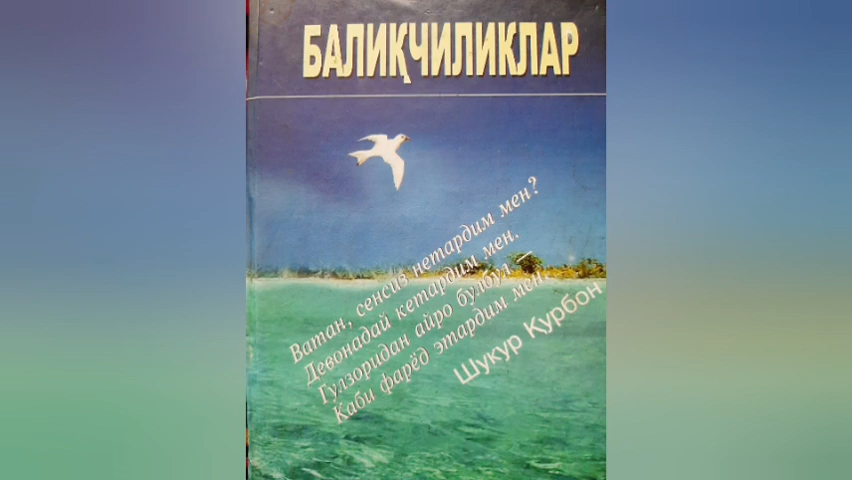 БАЛИҚЧИЛИКЛАР
Ватан, сенсиз нетардим мен?
Девонадай кетардим мен.
Гулзоридан айро булбул –
Каби фарёд этардим мен.
Шукур Қурбон